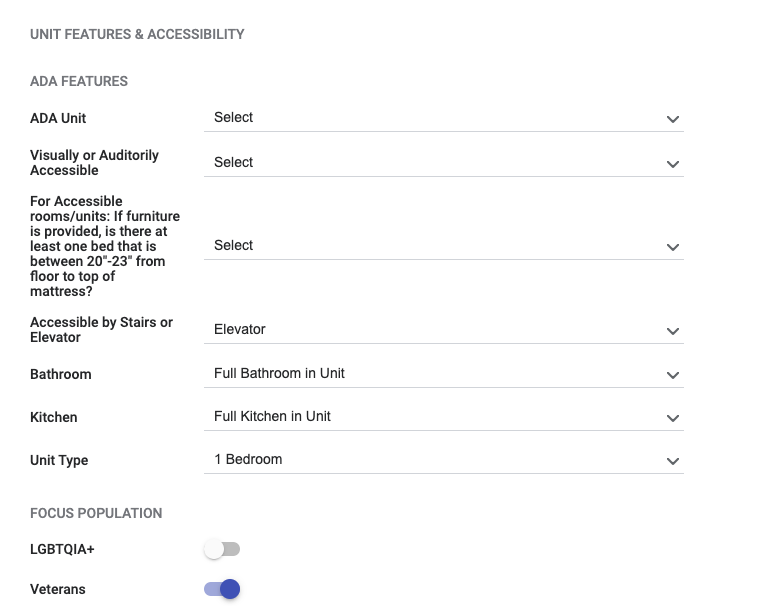 UNIT FEATURES & ACCESSIBILITY
ADA FEATURES
ADA Unit
Select
Visually or Auditorily
Accessible
Select
For Accessible
rooms/units: If furniture
is provided, is there at
least one bed that is
between 20"-23" from
floor to top of
mattress?
Select
Accessible by Stairs or
Elevator
Elevator
Bathroom
Full Bathroom in Unit
Kitchen
Full Kitchen in Unit
Unit Type
1 Bedroom
FOCUS POPULATION
LGBTQIA+
Veterans